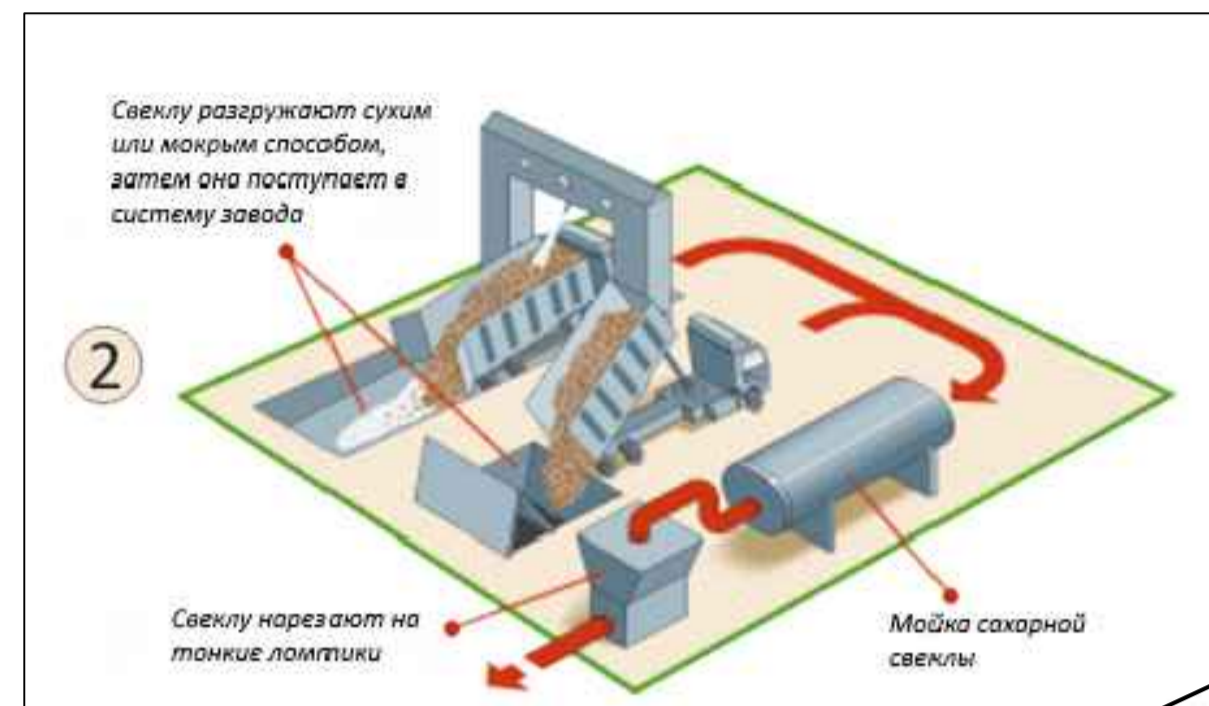 Свеклу разгружают сухим
или мокрым способом,
затем она поступает в
систему завода
2
Свеклу нарезают на
тонкие ломтики
Мойка сахарной
свеклы